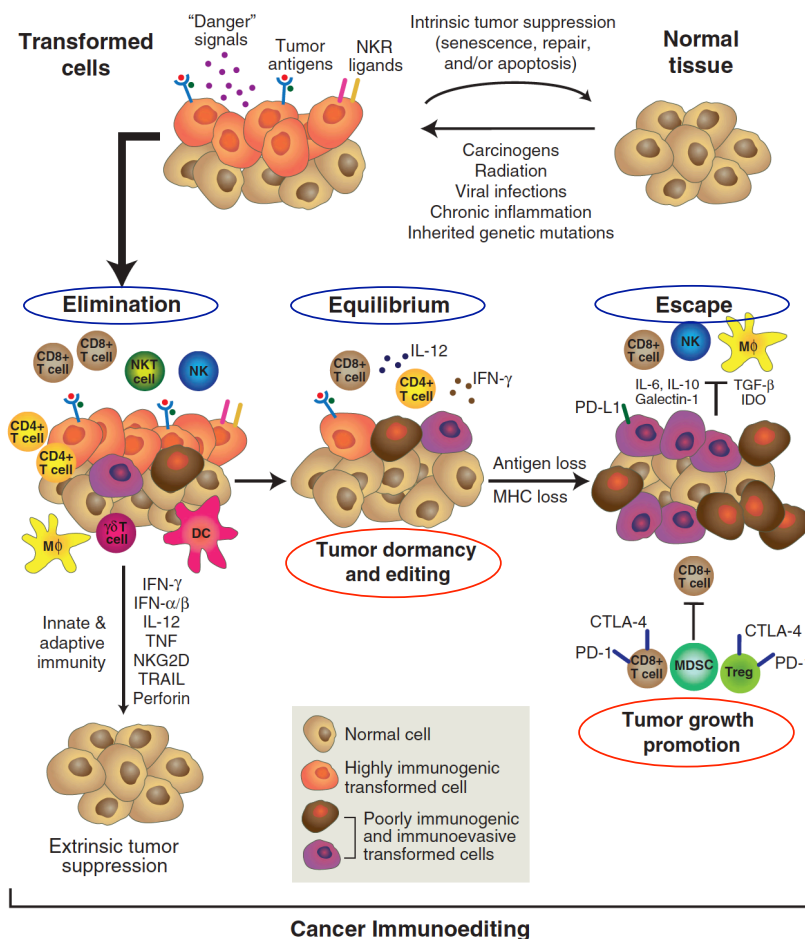 Transformed
cells
“Danger”
signals
Tumor
antigens
NKR
ligands
Intrinsic tumor suppression
(senescence, repair,
and/or apoptosis)
Normal
tissue
Carcinogens
Radiation
Viral infections
Chronic inflammation
Inherited genetic mutations
Elimination
CD8+
T cell
CD8+
T cell
NKT
cell
NK
CD4+
T cell
CD4+
T cell
Mϕ
γδ T
cell
DC
Innate &
adaptive
immunity
IFN-γ
IFN-α/β
IL-12
TNF
NKG2D
TRAIL
Perforin
Extrinsic tumor
suppression
Equilibrium
CD8+
T cell
IL-12
CD4+
T cell
IFN-γ
Tumor dormancy
and editing
Antigen loss
MHC loss
Escape
CD8+
T cell
NK
Mϕ
IL-6, IL-10
Galectin-1
TGF-β
IDO
PD-L1
CD8+
T cell
CTLA-4
PD-1
CD8+
T cell
MDSC
Treg
CTLA-4
PD-
Tumor growth
promotion
Normal cell
Highly immunogenic
transformed cell
Poorly immunogenic
and immunoevasive
transformed cells
Cancer Immunoediting